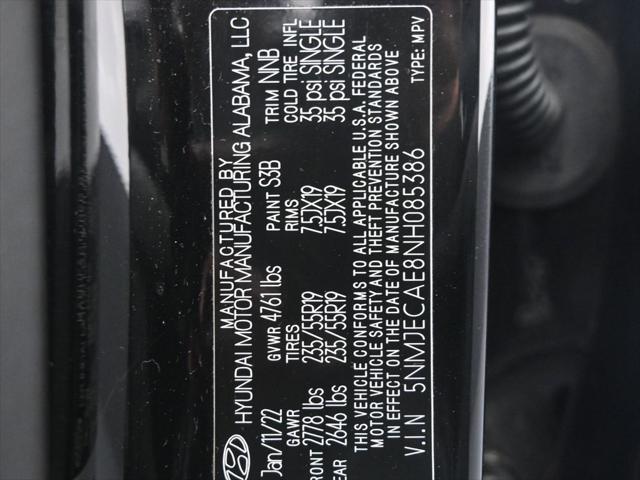 MANUFACTURED BY
HYUNDAI MOTOR MANUFACTURING ALABAMA, LLC
Jan/11/22 GVWR 4761 lbs PAINT S3B TRIM NNB
GAWR TIRES RIMS COLD TIRE INFL
FRONT 2778 lbs 235/55R19 7.5JX19 35 psi SINGLE
REAR 2646 lbs 235/55R19 7.5JX19 35 psi SINGLE
THIS VEHICLE CONFORMS TO ALL APPLICABLE U.S.A. FEDERAL
MOTOR VEHICLE SAFETY AND THEFT PREVENTION STANDARDS
IN EFFECT ON THE DATE OF MANUFACTURE SHOWN ABOVE
V.I.N 5NMJECAE8NH085386 TYPE: MPV